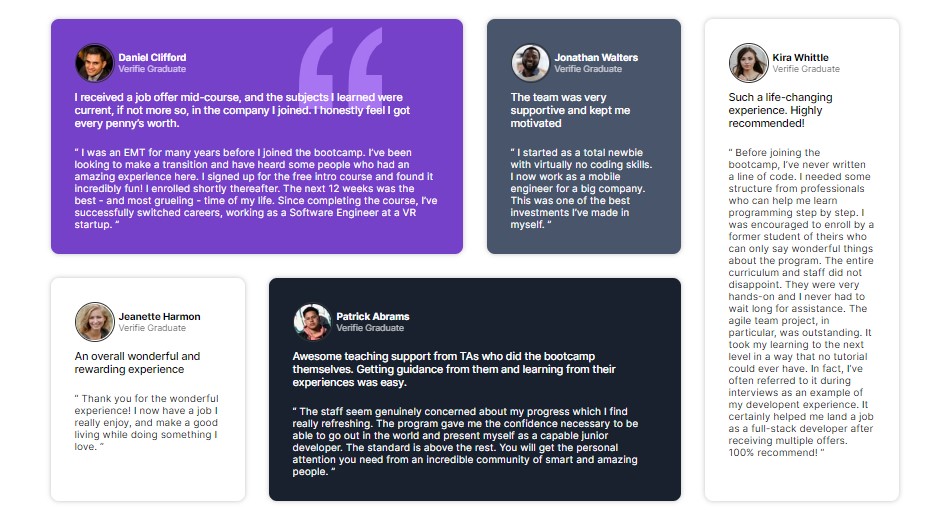 Daniel Clifford
Verifie Graduate
I received a job offer mid-course, and the subjects I learned were
current, if not more so, in the company I joined. I honestly feel I got
every penny’s worth.
“ I was an EMT for many years before I joined the bootcamp. I’ve been
looking to make a transition and have heard some people who had an
amazing experience here. I signed up for the free intro course and found it
incredibly fun! I enrolled shortly thereafter. The next 12 weeks was the
best - and most grueling - time of my life. Since completing the course, I’ve
successfully switched careers, working as a Software Engineer at a VR
startup. “
Jonathan Walters
Verifie Graduate
The team was very
supportive and kept me
motivated
“ I started as a total newbie
with virtually no coding skills.
I now work as a mobile
engineer for a big company.
This was one of the best
investments I’ve made in
myself. “
Kira Whittle
Verifie Graduate
Such a life-changing
experience. Highly
recommended!
“ Before joining the
bootcamp, I’ve never written
a line of code. I needed some
structure from professionals
who can help me learn
programming step by step. I
was encouraged to enroll by a
former student of theirs who
can only say wonderful things
about the program. The entire
curriculum and staff did not
disappoint. They were very
hands-on and I never had to
wait long for assistance. The
agile team project, in
particular, was outstanding. It
took my learning to the next
level in a way that no tutorial
could ever have. In fact, I’ve
often referred to it during
interviews as an example of
my developent experience. It
certainly helped me land a job
as a full-stack developer after
receiving multiple offers.
100% recommend! “
Jeanette Harmon
Verifie Graduate
An overall wonderful and
rewarding experience
“ Thank you for the wonderful
experience! I now have a job I
really enjoy, and make a good
living while doing something I
love. “
Patrick Abrams
Verifie Graduate
Awesome teaching support from TAs who did the bootcamp
themselves. Getting guidance from them and learning from their
experiences was easy.
“ The staff seem genuinely concerned about my progress which I find
really refreshing. The program gave me the confidence necessary to be
able to go out in the world and present myself as a capable junior
developer. The standard is above the rest. You will get the personal
attention you need from an incredible community of smart and amazing
people. “